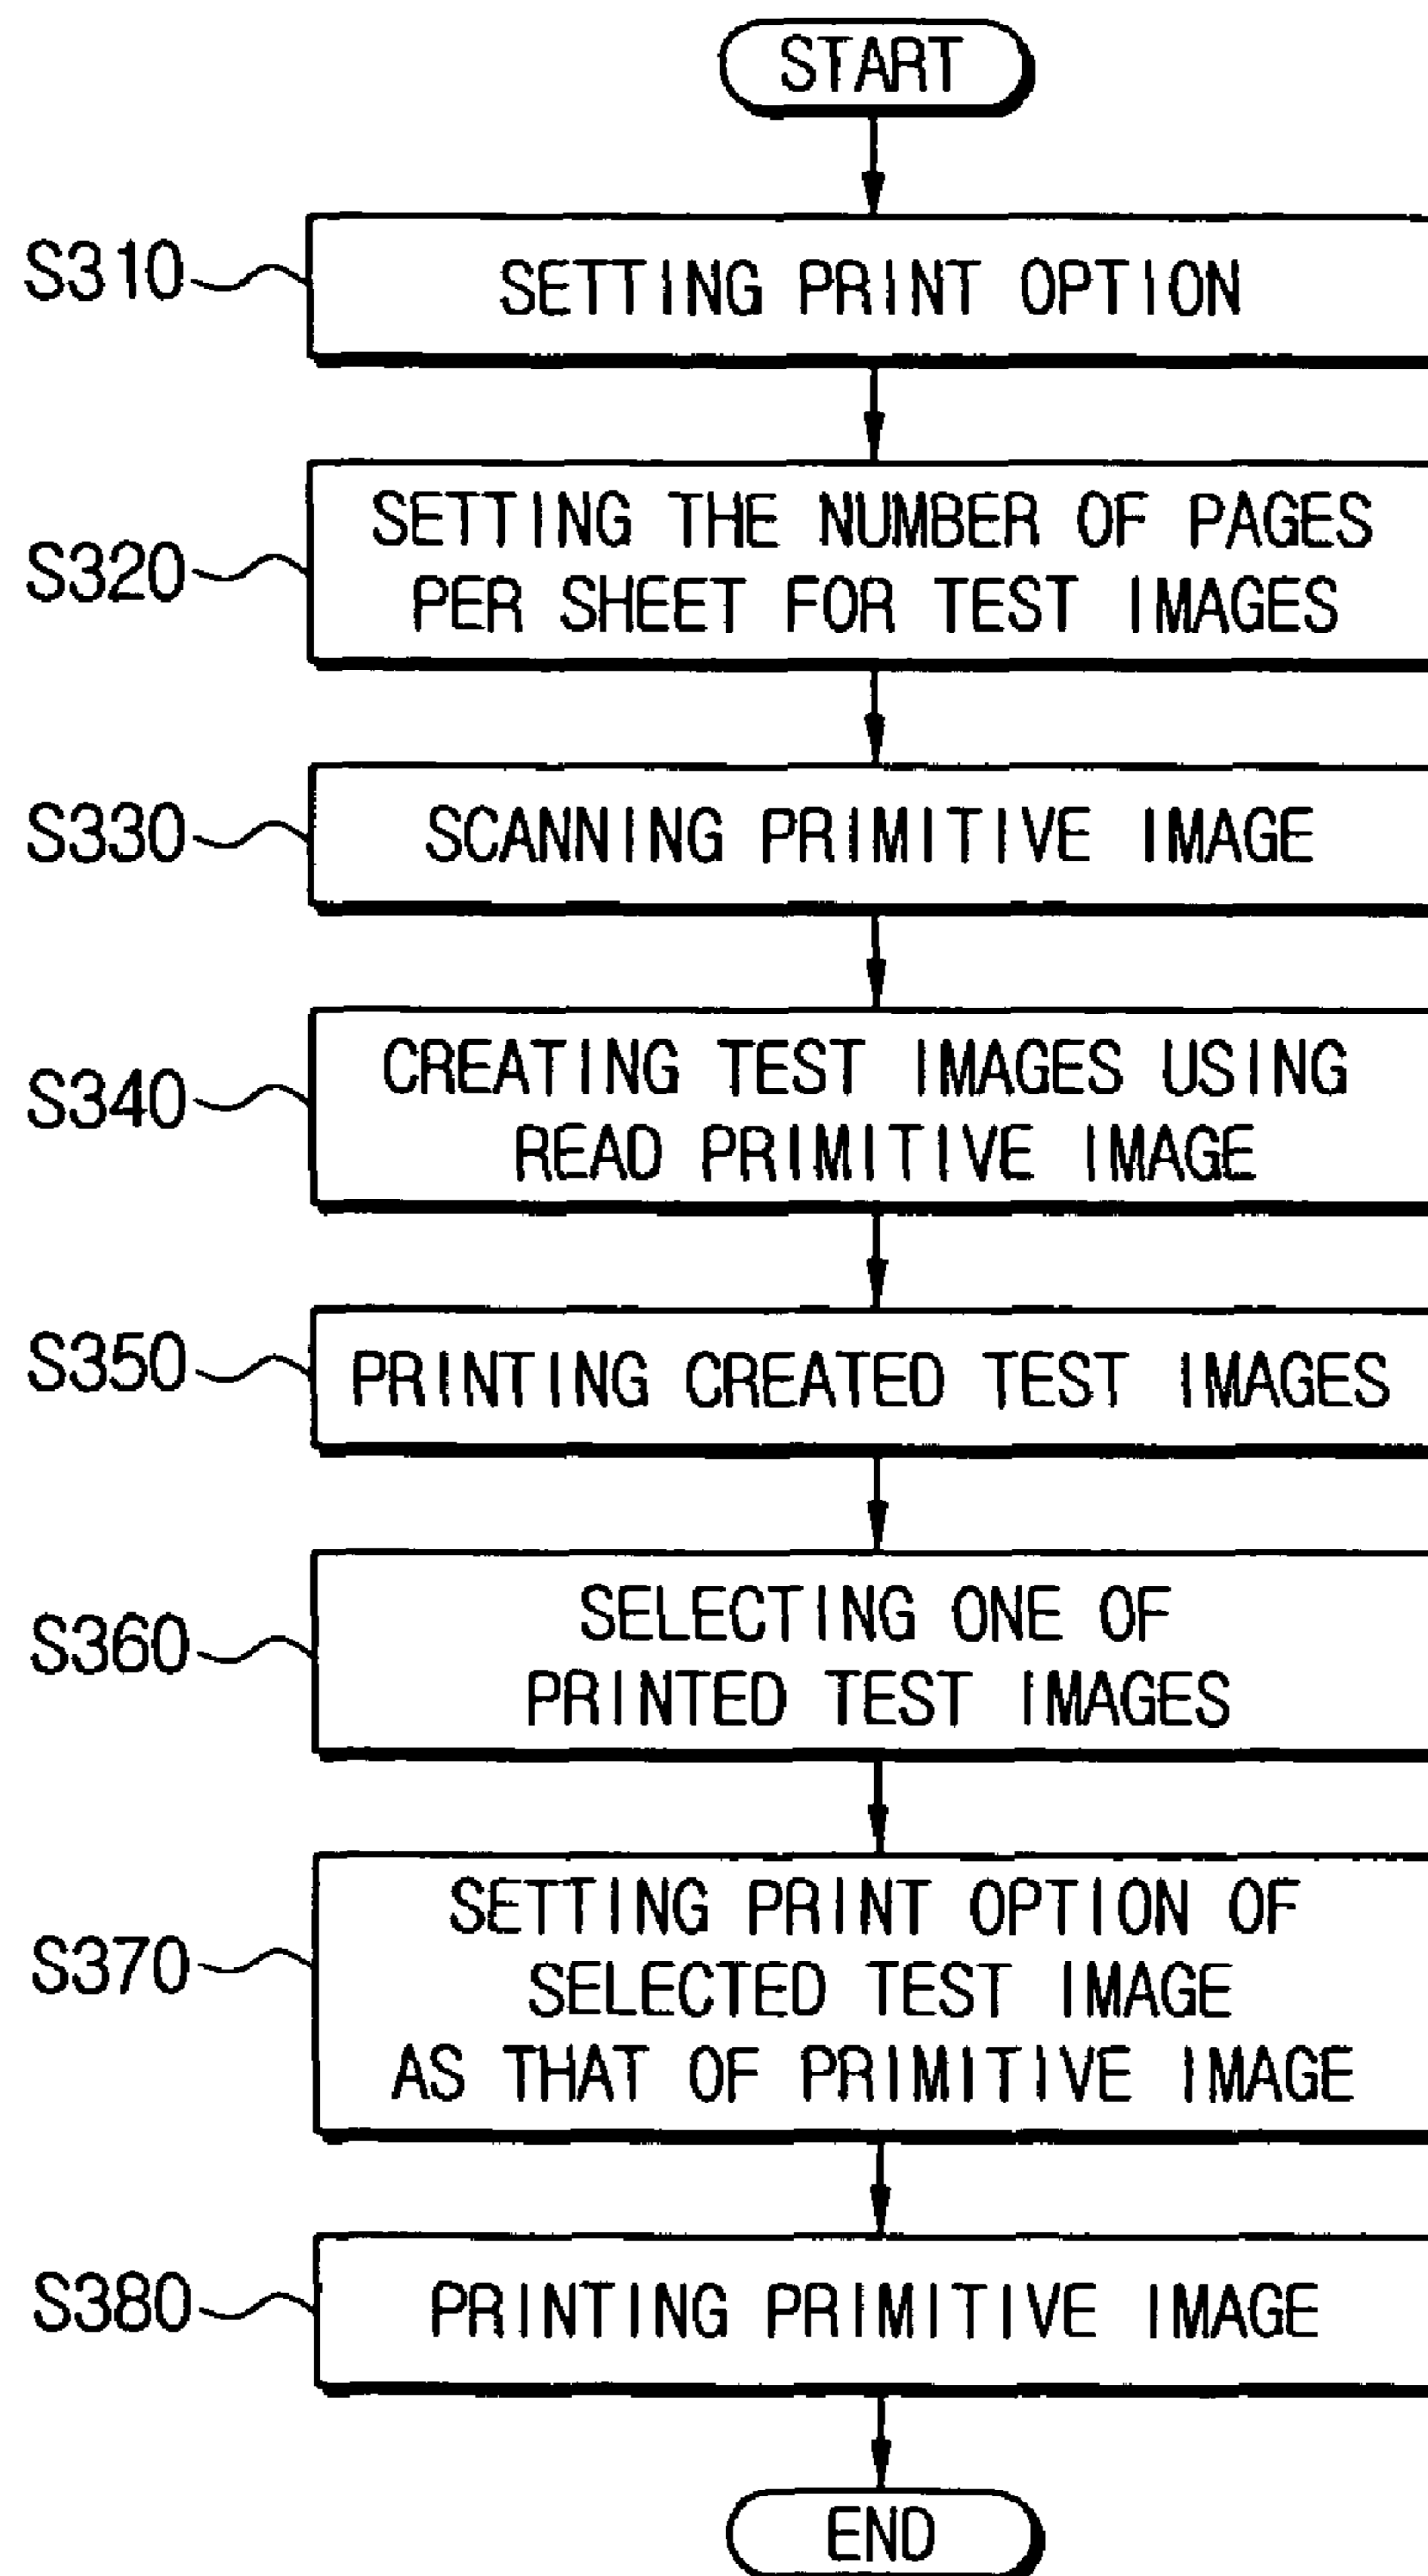 START
S310
SETTING PRINT OPTION
S320
SETTING THE NUMBER OF PAGES
PER SHEET FOR TEST IMAGES
S330
SCANNING PRIMITIVE IMAGE
S340
CREATING TEST IMAGES USING
READ PRIMITIVE IMAGE
S350
PRINTING CREATED TEST IMAGES
S360
SELECTING ONE OF
PRINTED TEST IMAGES
S370
SETTING PRINT OPTION OF
SELECTED TEST IMAGE
AS THAT OF PRIMITIVE IMAGE
S380
PRINTING PRIMITIVE IMAGE
END